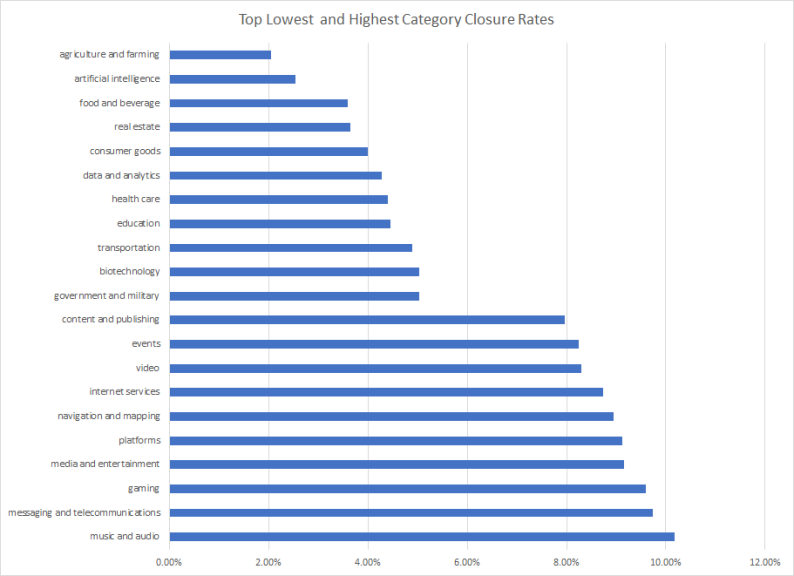 Top Lowest and Highest Category Closure Rates
agriculture and farming
artificial intelligence
food and beverage
real estate
consumer goods
data and analytics
health care
education
transportation
biotechnology
government and military
content and publishing
events
video
internet services
navigation and mapping
platforms
media and entertainment
gaming
messaging and telecommunications
music and audio
0.00% 2.00% 4.00% 6.00% 8.00% 10.00% 12.00%